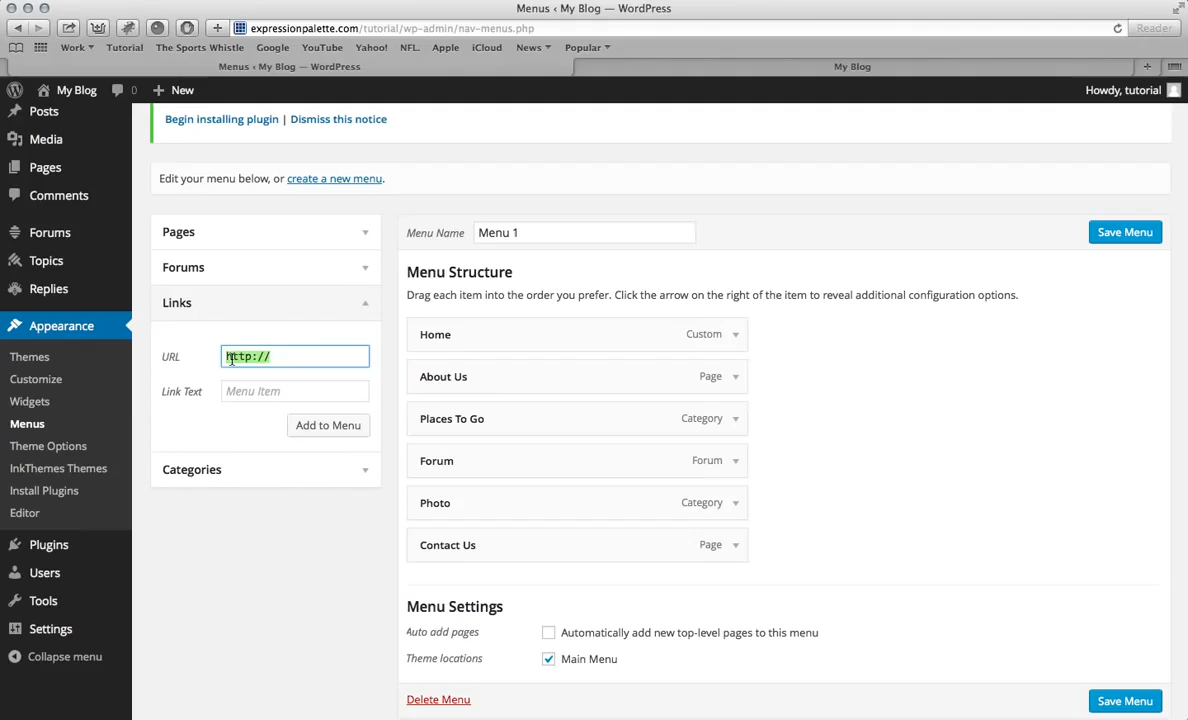 Menus ‹ My Blog — WordPress
expressionpalette.com/tutorial/wp-admin/nav-menus.php
Reader
Work Tutorial The Sports Whistle Google YouTube Yahoo! NFL Apple iCloud News Popular
Menus ‹ My Blog — WordPress
My Blog
My Blog 0 + New
Howdy, tutorial
Posts
Media
Pages
Comments
Forums
Topics
Replies
Appearance
Themes
Customize
Widgets
Menus
Theme Options
InkThemes Themes
Install Plugins
Editor
Plugins
Users
Tools
Settings
Collapse menu
Begin installing plugin | Dismiss this notice
Edit your menu below, or create a new menu.
Pages
Forums
Links
URL http://
Link Text Menu Item
Add to Menu
Categories
Menu Name Menu 1
Save Menu
Menu Structure
Drag each item into the order you prefer. Click the arrow on the right of the item to reveal additional configuration options.
Home Custom
About Us Page
Places To Go Category
Forum Forum
Photo Category
Contact Us Page
Menu Settings
Auto add pages Automatically add new top-level pages to this menu
Theme locations Main Menu
Delete Menu
Save Menu